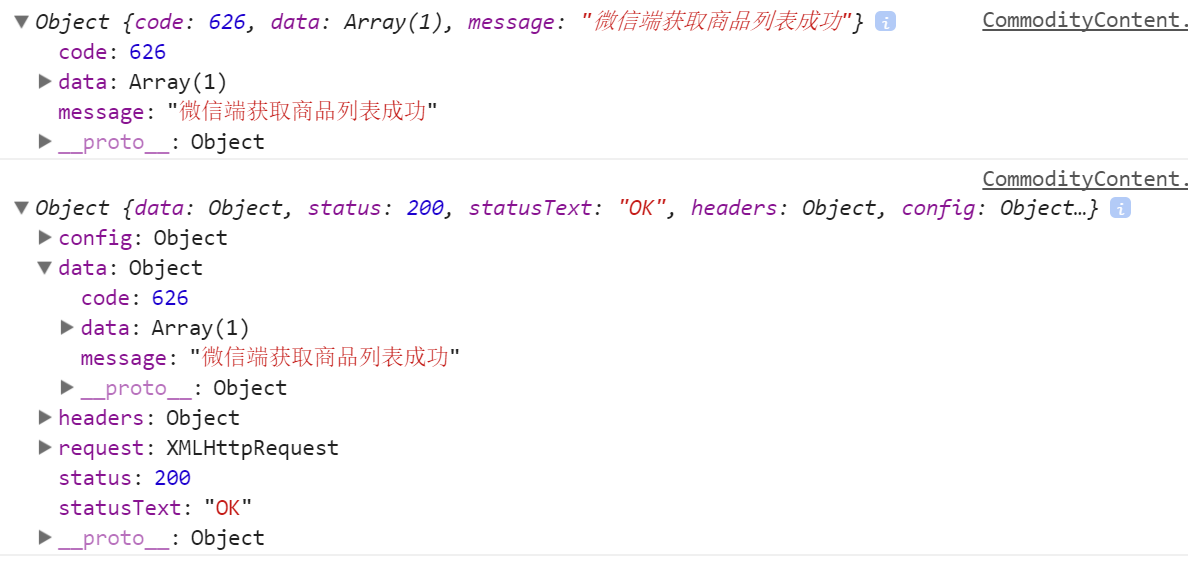 ▼Object {code: 626, data: Array(1), message: "微信端获取商品列表成功"} i CommodityContent.
code: 626
▶data: Array(1)
message: "微信端获取商品列表成功"
▶__proto__: Object
CommodityContent.
▼Object {data: Object, status: 200, statusText: "OK", headers: Object, config: Object…} i
▶config: Object
▼data: Object
code: 626
▶data: Array(1)
message: "微信端获取商品列表成功"
▶__proto__: Object
▶headers: Object
▶request: XMLHttpRequest
status: 200
statusText: "OK"
▶__proto__: Object